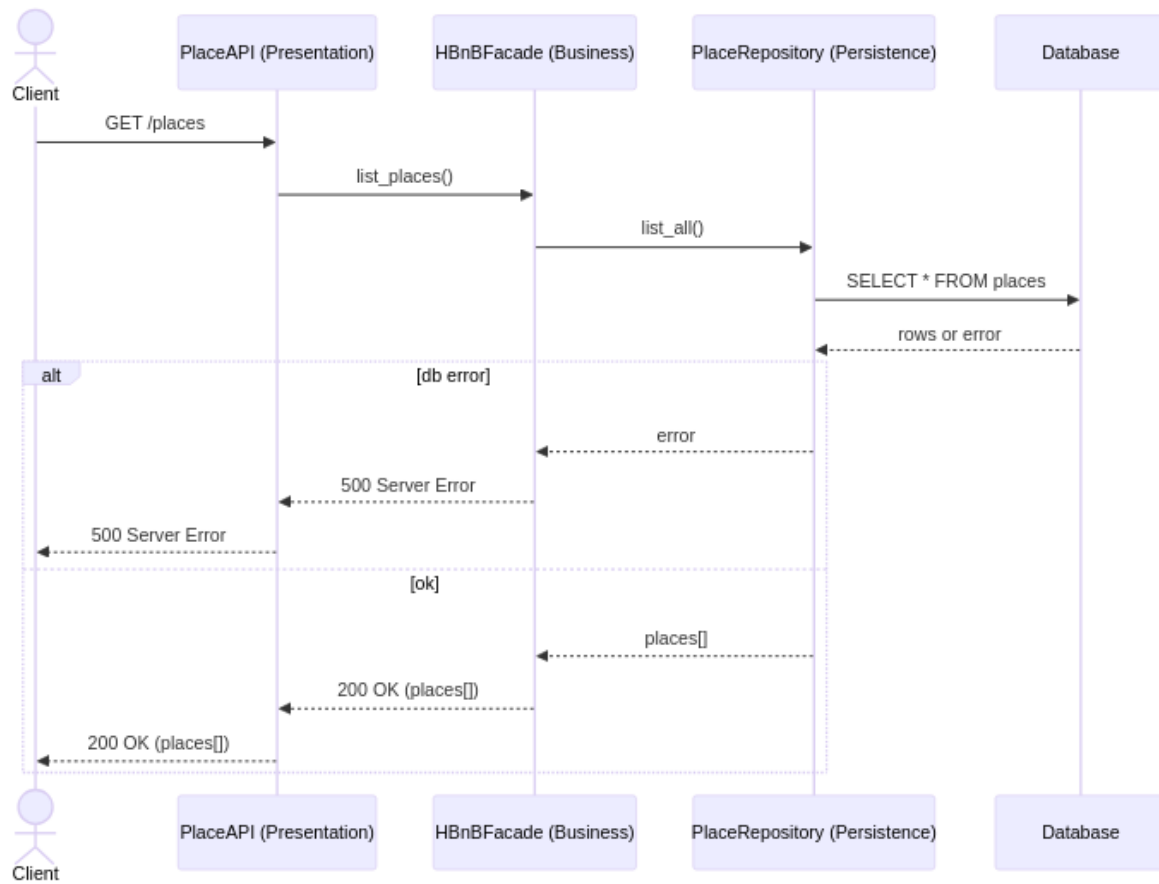 PlaceAPI (Presentation)
HBnBFacade (Business)
PlaceRepository (Persistence)
Database
Client
GET /places
list_places()
list_all()
SELECT * FROM places
rows or error
alt
[db error]
error
500 Server Error
500 Server Error
[ok]
places[]
200 OK (places[])
200 OK (places[])
PlaceAPI (Presentation)
HBnBFacade (Business)
PlaceRepository (Persistence)
Database
Client